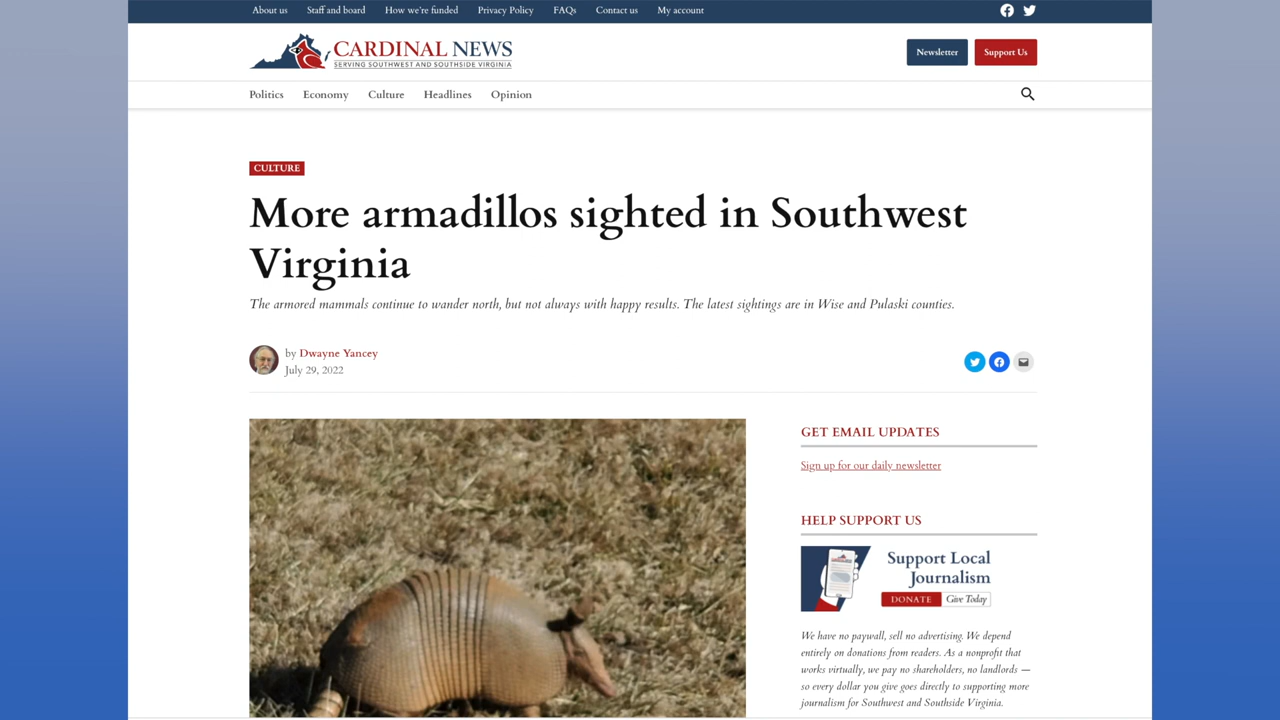 About us Staff and board How we're funded Privacy Policy FAQs Contact us My account
CARDINAL NEWS
SERVING SOUTHWEST AND SOUTHSIDE VIRGINIA
Newsletter Support Us
Politics Economy Culture Headlines Opinion
CULTURE
More armadillos sighted in Southwest
Virginia
The armored mammals continue to wander north, but not always with happy results. The latest sightings are in Wise and Pulaski counties.
by Dwayne Yancey
July 29, 2022
GET EMAIL UPDATES
Sign up for our daily newsletter
HELP SUPPORT US
Support Local
Journalism
DONATE Give Today
We have no paywall, sell no advertising. We depend
entirely on donations from readers. As a nonprofit that
works virtually, we pay no shareholders, no landlords —
so every dollar you give goes directly to supporting more
journalism for Southwest and Southside Virginia.